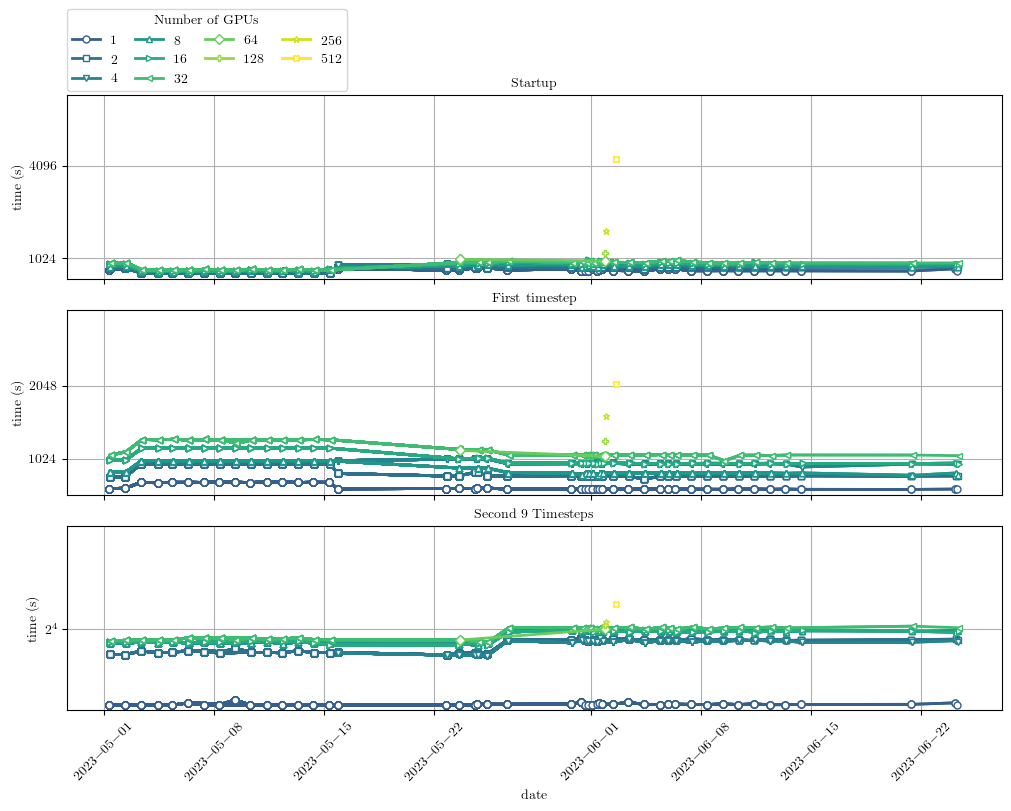 Number of GPUs
1 8 64 256
2 16 128 512
4 32
Startup
time (s)
4096
1024
First timestep
time (s)
2048
1024
Second 9 Timesteps
time (s)
2⁴
2023−05−01 2023−05−08 2023−05−15 2023−05−22 2023−06−01 2023−06−08 2023−06−15 2023−06−22
date